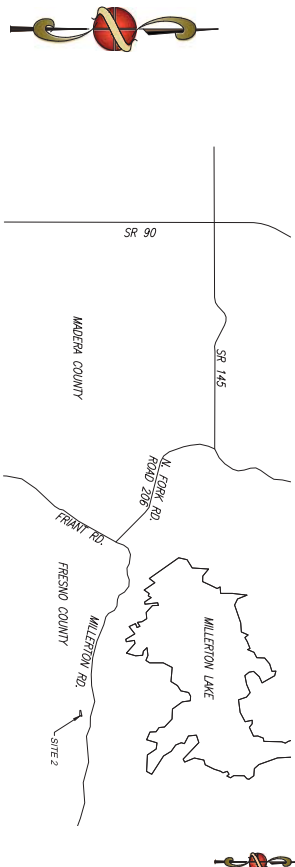 SR 90
SR 145
MADERA COUNTY
N. FORK RD.
ROAD 206
FRIANT RD.
FRESNO COUNTY
MILLERTON RD.
MILLERTON LAKE
SITE 2